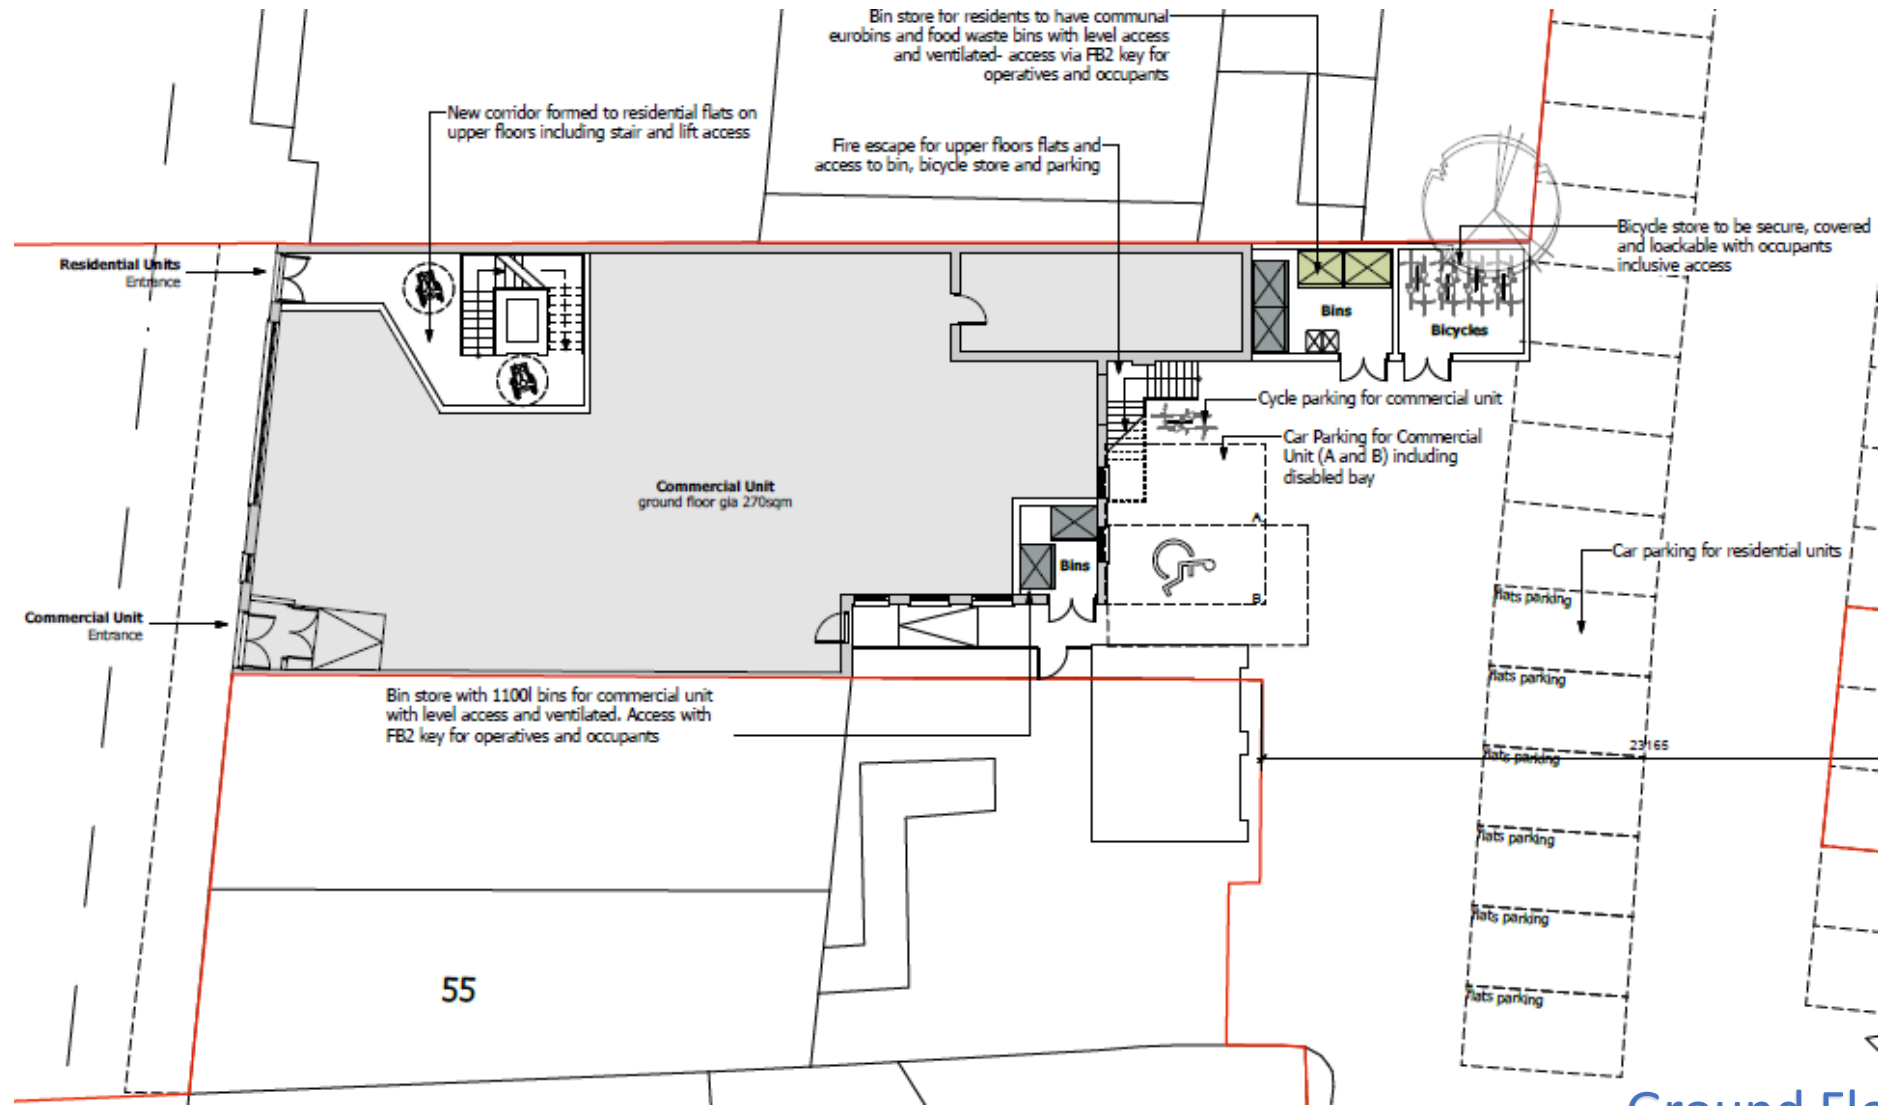 Bin store for residents to have communal
eurobins and food waste bins with level access
and ventilated- access via FB2 key for
operatives and occupants
New corridor formed to residential flats on
upper floors including stair and lift access
Fire escape for upper floors flats and
access to bin, bicycle store and parking
Bicycle store to be secure, covered
and loackable with occupants
inclusive access
Residential Units
Entrance
Bins
Bicycles
Cycle parking for commercial unit
Car Parking for Commercial
Unit (A and B) including
disabled bay
Commercial Unit
ground floor gia 270sqm
A
Car parking for residential units
Bins
B
flats parking
Commercial Unit
Entrance
flats parking
Bin store with 1100l bins for commercial unit
with level access and ventilated. Access with
FB2 key for operatives and occupants
23165
flats parking
flats parking
flats parking
55
flats parking
Ground